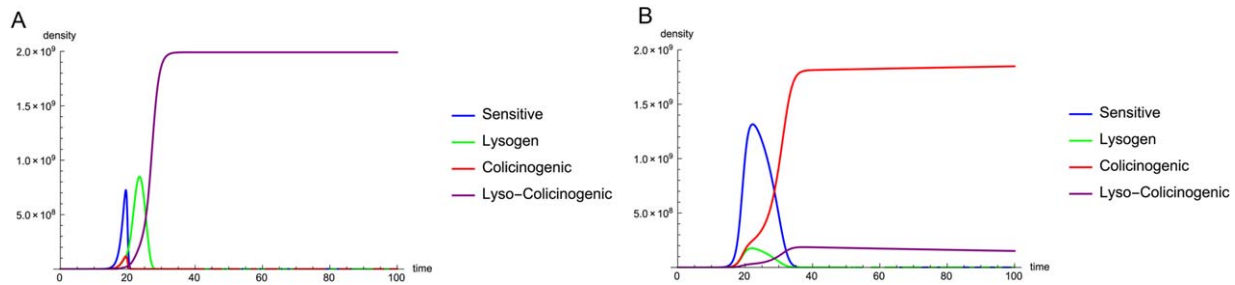 A
density
2.0 × 10⁹
1.5 × 10⁹
1.0 × 10⁹
5.0 × 10⁸
0 20 40 60 80 100
time
Sensitive
Lysogen
Colicinogenic
Lyso–Colicinogenic
B
density
2.0 × 10⁹
1.5 × 10⁹
1.0 × 10⁹
5.0 × 10⁸
0 20 40 60 80 100
time
Sensitive
Lysogen
Colicinogenic
Lyso–Colicinogenic